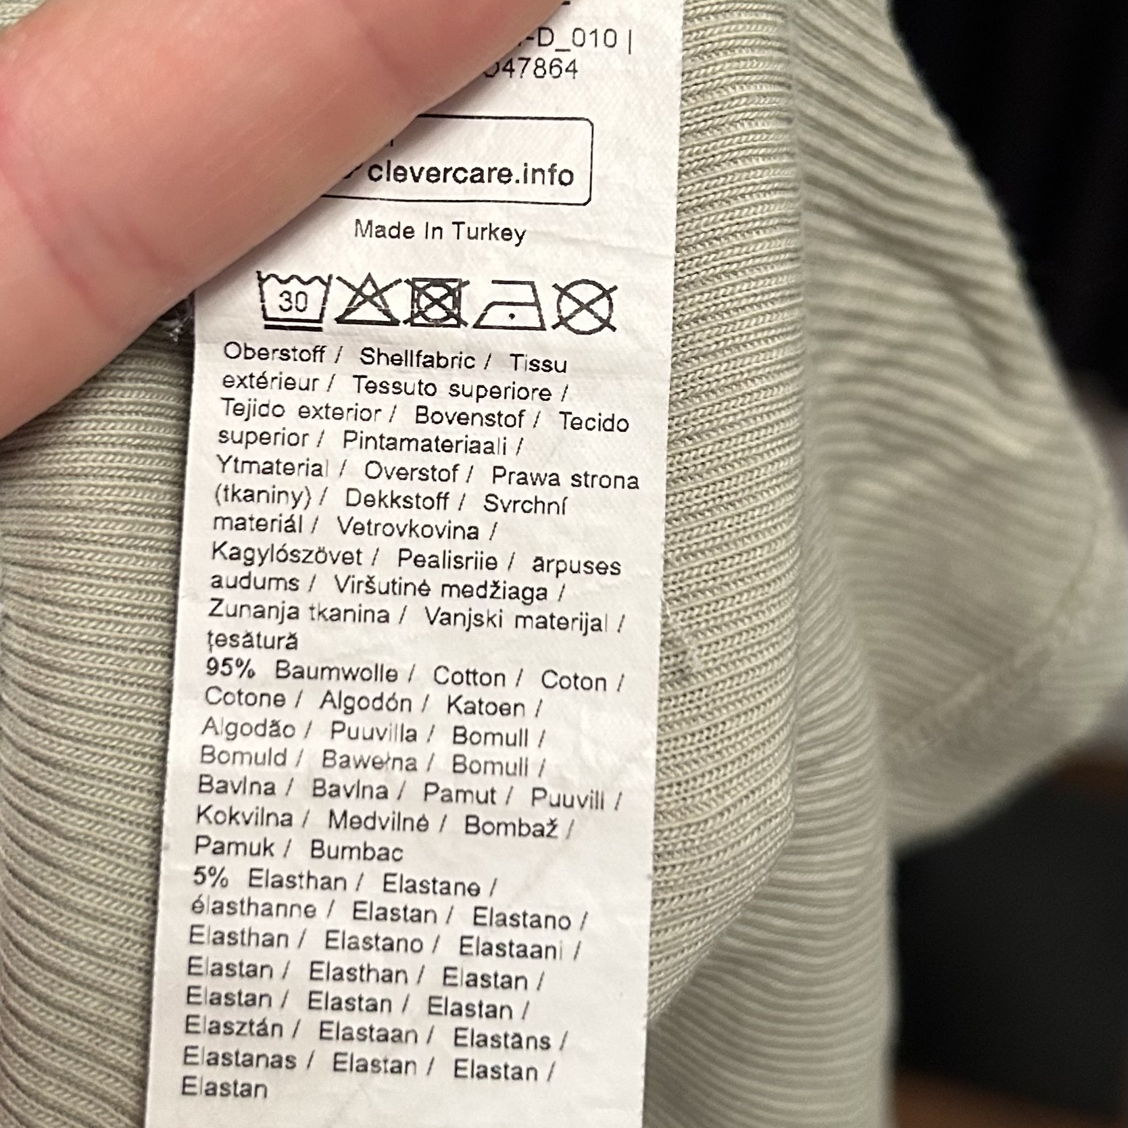 -D_010 |
047864
clevercare.info
Made In Turkey
30
Oberstoff / Shellfabric / Tissu
extérieur / Tessuto superiore /
Tejido exterior / Bovenstof / Tecido
superior / Pintamateriaali /
Ytmaterial / Overstof / Prawa strona
(tkaniny) / Dekkstoff / Svrchní
materiál / Vetrovkovina /
Kagylószövet / Pealisriie / ārpuses
audums / Viršutinė medžiaga /
Zunanja tkanina / Vanjski materijal /
țesătură
95% Baumwolle / Cotton / Coton /
Cotone / Algodón / Katoen /
Algodão / Puuvilla / Bomull /
Bomuld / Bawełna / Bomull /
Bavlna / Bavlna / Pamut / Puuvill /
Kokvilna / Medvilnė / Bombaž /
Pamuk / Bumbac
5% Elasthan / Elastane /
élasthanne / Elastan / Elastano /
Elasthan / Elastano / Elastaani /
Elastan / Elasthan / Elastan /
Elastan / Elastan / Elastan /
Elasztán / Elastaan / Elastāns /
Elastanas / Elastan / Elastan /
Elastan